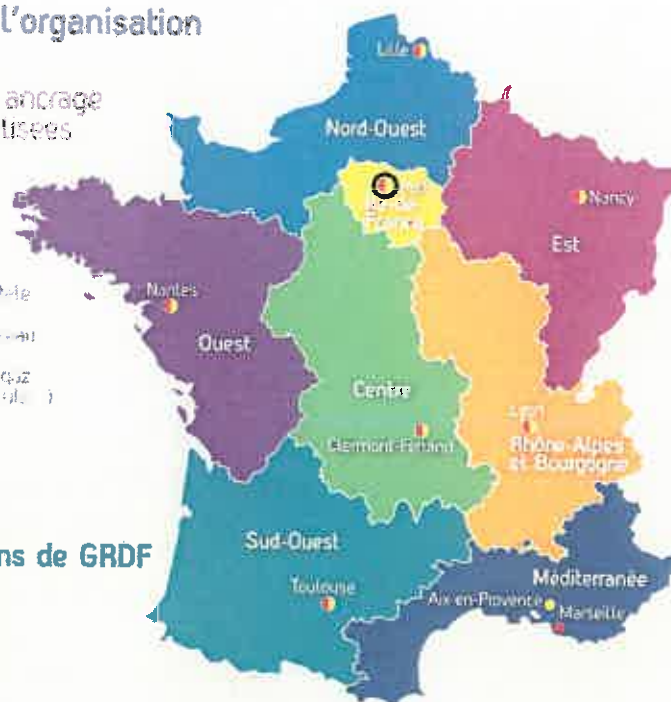 l'organisation
ancrage
Lille
Nord-Ouest
Nancy
Est
Nantes
Ouest
Centre
Clermont-Ferrand
Lyon
Rhône-Alpes
et Bourgogne
ns de GRDF
Sud-Ouest
Toulouse
Méditerranée
Aix-en-Provence
Marseille